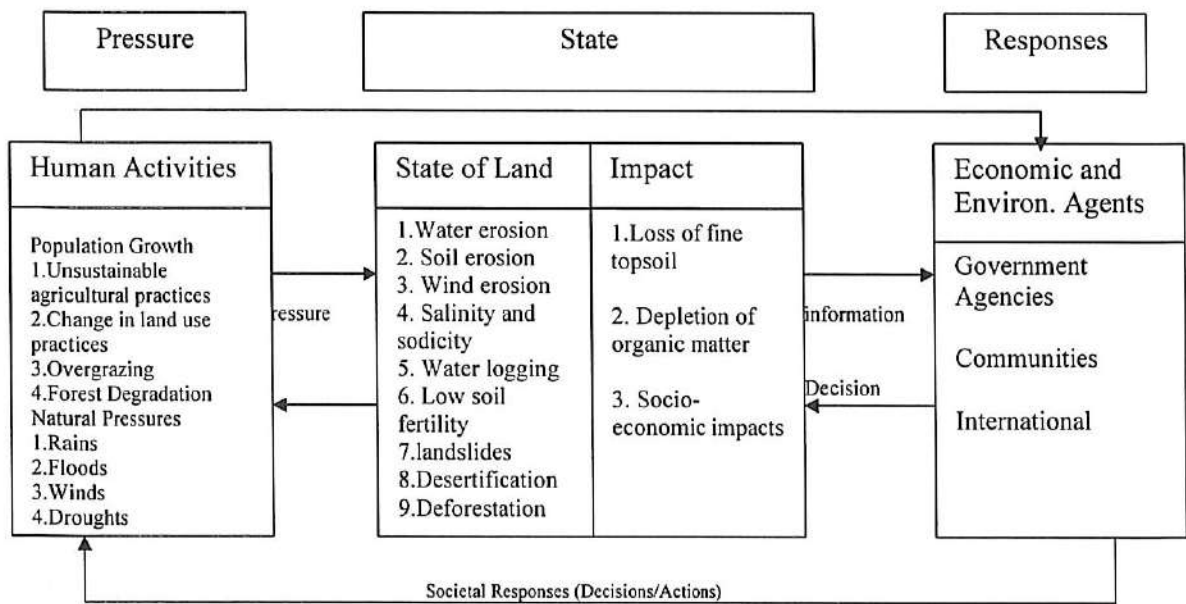 Pressure
State
Responses
Human Activities
Population Growth
1.Unsustainable
agricultural practices
2.Change in land use
practices
3.Overgrazing
4.Forest Degradation
Natural Pressures
1.Rains
2.Floods
3.Winds
4.Droughts
ressure
State of Land
1.Water erosion
2. Soil erosion
3. Wind erosion
4. Salinity and
sodicity
5. Water logging
6. Low soil
fertility
7.landslides
8.Desertification
9.Deforestation
Impact
1.Loss of fine
topsoil
2. Depletion of
organic matter
3. Socio-
economic impacts
information
Decision
Economic and
Environ. Agents
Government
Agencies
Communities
International
Societal Responses (Decisions/Actions)